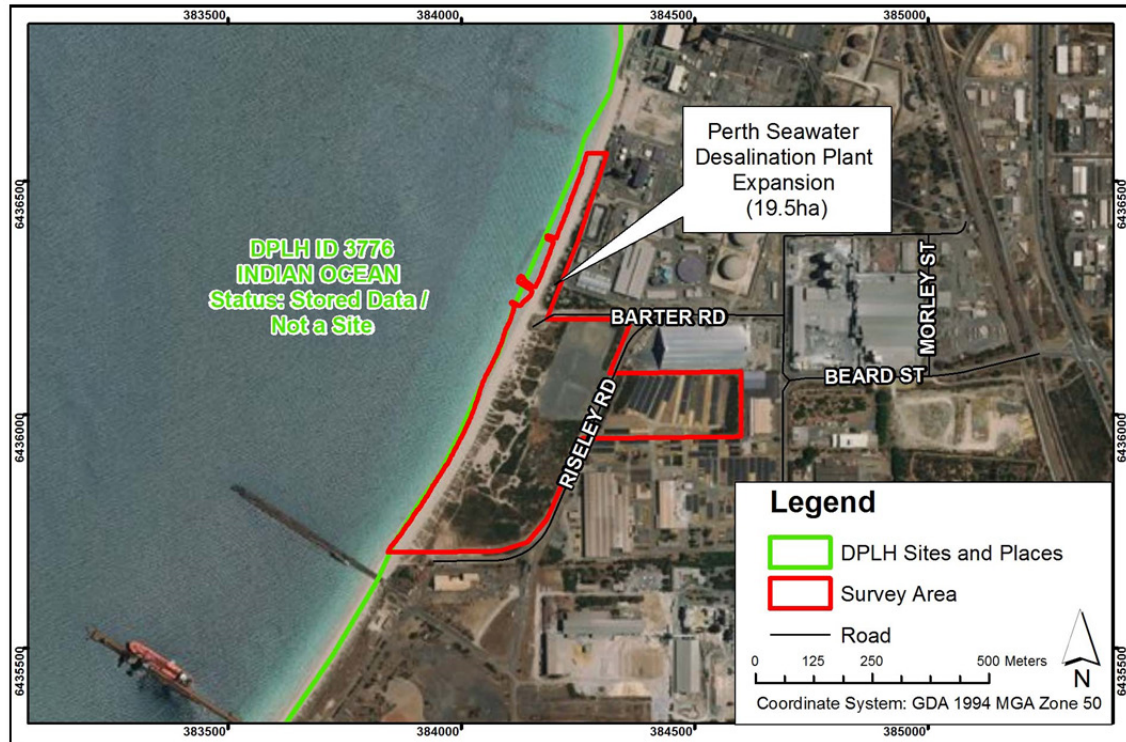 383500 384000 384500 385000
6436500
6436000
6435500
6436500
6436000
6435500
Perth Seawater
Desalination Plant
Expansion
(19.5ha)
DPLH ID 3776
INDIAN OCEAN
Status: Stored Data /
Not a Site
BARTER RD
MORLEY ST
BEARD ST
RISELEY RD
Legend
DPLH Sites and Places
Survey Area
Road
0 125 250 500 Meters
N
Coordinate System: GDA 1994 MGA Zone 50
383500 384000 384500 385000